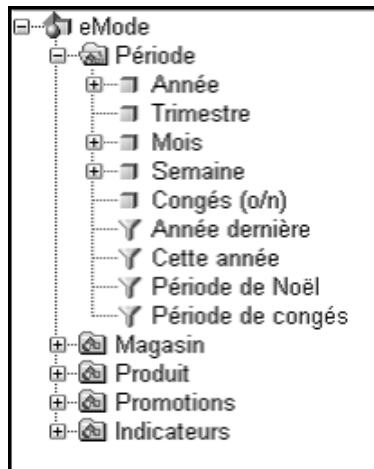 eMode
Période
Année
Trimestre
Mois
Semaine
Congés (o/n)
Année dernière
Cette année
Période de Noël
Période de congés
Magasin
Produit
Promotions
Indicateurs